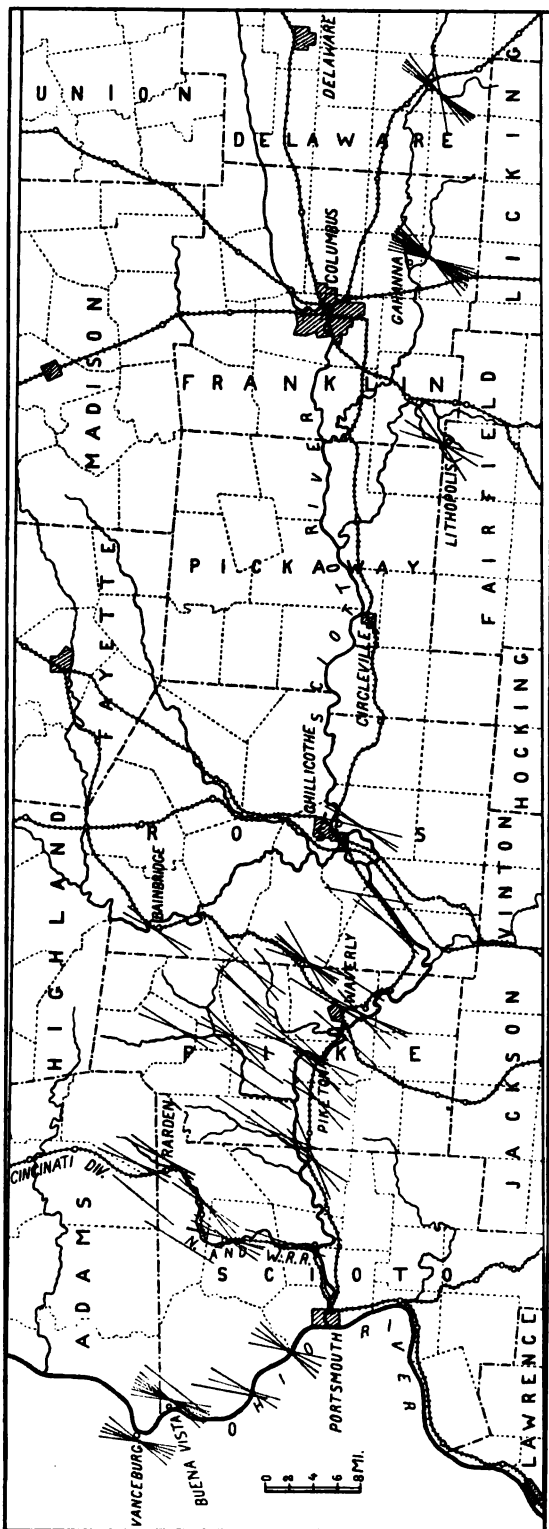 UNION
DELAWARE
DELAWARE
LICKING
MADISON
COLUMBUS
GAHANNA
FRANKLIN
LITHOPOLIS
FAIRFIELD
FAYETTE
PICKAWAY
SCIOTO RIVER
CIRCLEVILLE
HOCKING
CHILLICOTHE
ROSS
HIGHLAND
BAINBRIDGE
VINTON
WAVERLY
PIKE
PIKETON
JACKSON
RARDEN
CINCINATI DIV.
ADAMS
N. AND W.R.R.
SCIOTO
PORTSMOUTH
OHIO RIVER
LAWRENCE
BUENA VISTA
VANCEBURG
0 2 4 6 8 MI.